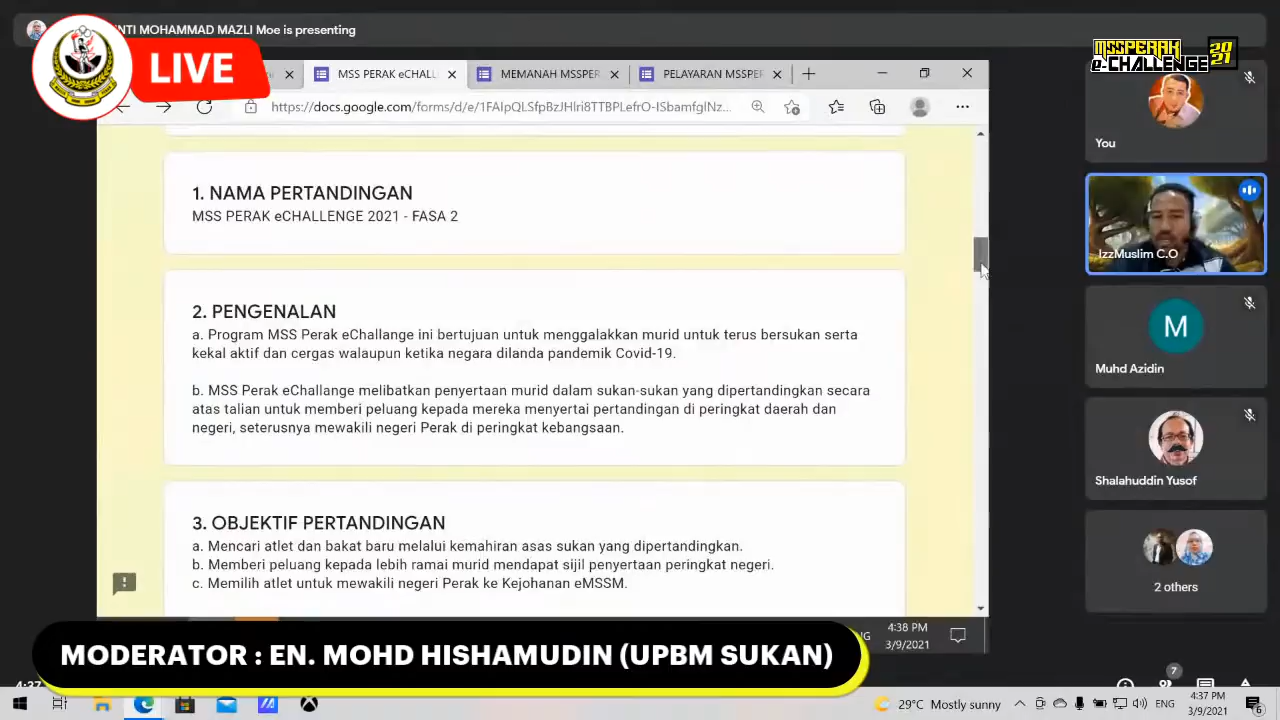 NTI MOHAMMAD MAZLI Moe is presenting
LIVE
MSSPERAK
e-CHALLENGE
2021
MSS PERAK eCHALL
MEMANAH MSSPER
PELAYARAN MSSPER
https://docs.google.com/forms/d/e/
1. NAMA PERTANDINGAN
MSS PERAK eCHALLENGE 2021 - FASA 2
2. PENGENALAN
a. Program MSS Perak eChallange ini bertujuan untuk menggalakkan murid untuk terus bersukan serta
kekal aktif dan cergas walaupun ketika negara dilanda pandemik Covid-19.
b. MSS Perak eChallange melibatkan penyertaan murid dalam sukan-sukan yang dipertandingkan secara
atas talian untuk memberi peluang kepada mereka menyertai pertandingan di peringkat daerah dan
negeri, seterusnya mewakili negeri Perak di peringkat kebangsaan.
3. OBJEKTIF PERTANDINGAN
a. Mencari atlet dan bakat baru melalui kemahiran asas sukan yang dipertandingkan.
b. Memberi peluang kepada lebih ramai murid mendapat sijil penyertaan peringkat negeri.
c. Memilih atlet untuk mewakili negeri Perak ke Kejohanan eMSSM.
You
IzzMuslim C.O
M
Muhd Azidin
Shalahuddin Yusof
2 others
4:38 PM
3/9/2021
MODERATOR : EN. MOHD HISHAMUDIN (UPBM SUKAN)
7
29°C Mostly sunny
ENG
4:37 PM
3/9/2021
6